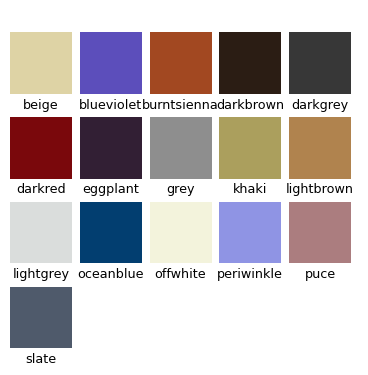 beige blueviolet burntsienna darkbrown darkgrey
darkred eggplant grey khaki lightbrown
lightgrey oceanblue offwhite periwinkle puce
slate